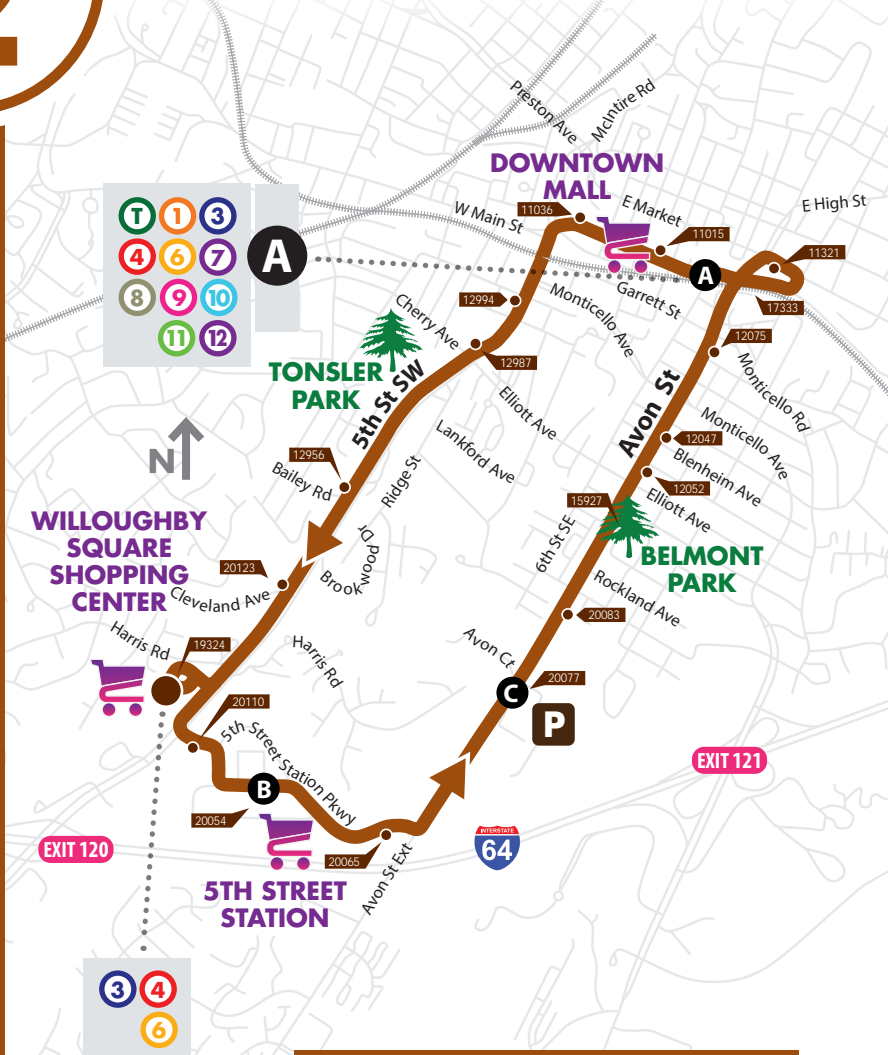 Preston Ave
McIntire Rd
DOWNTOWN
MALL
11036
E Market
E High St
W Main St
11015
11321
T 1 3
4 6 7
8 9 10
11 12
A
A
Garrett St
17333
12994
Cherry Ave
Monticello Ave
12075
12987
TONSLER
PARK
5th St SW
Elliott Ave
Avon St
Monticello Rd
Lankford Ave
Monticello Ave
12047
N
12956
Bailey Rd
Ridge St
Blenheim Ave
12052
15927
Elliott Ave
WILLOUGHBY
SQUARE
SHOPPING
CENTER
6th St SE
BELMONT
PARK
20123
Brookwood Dr
Cleveland Ave
Rockland Ave
20083
Harris Rd
19324
Harris Rd
Avon Ct
20077
C
P
20110
5th Street Station Pkwy
EXIT 121
B
20054
EXIT 120
INTERSTATE
64
20065
Avon St Ext
5TH STREET
STATION
3 4
6